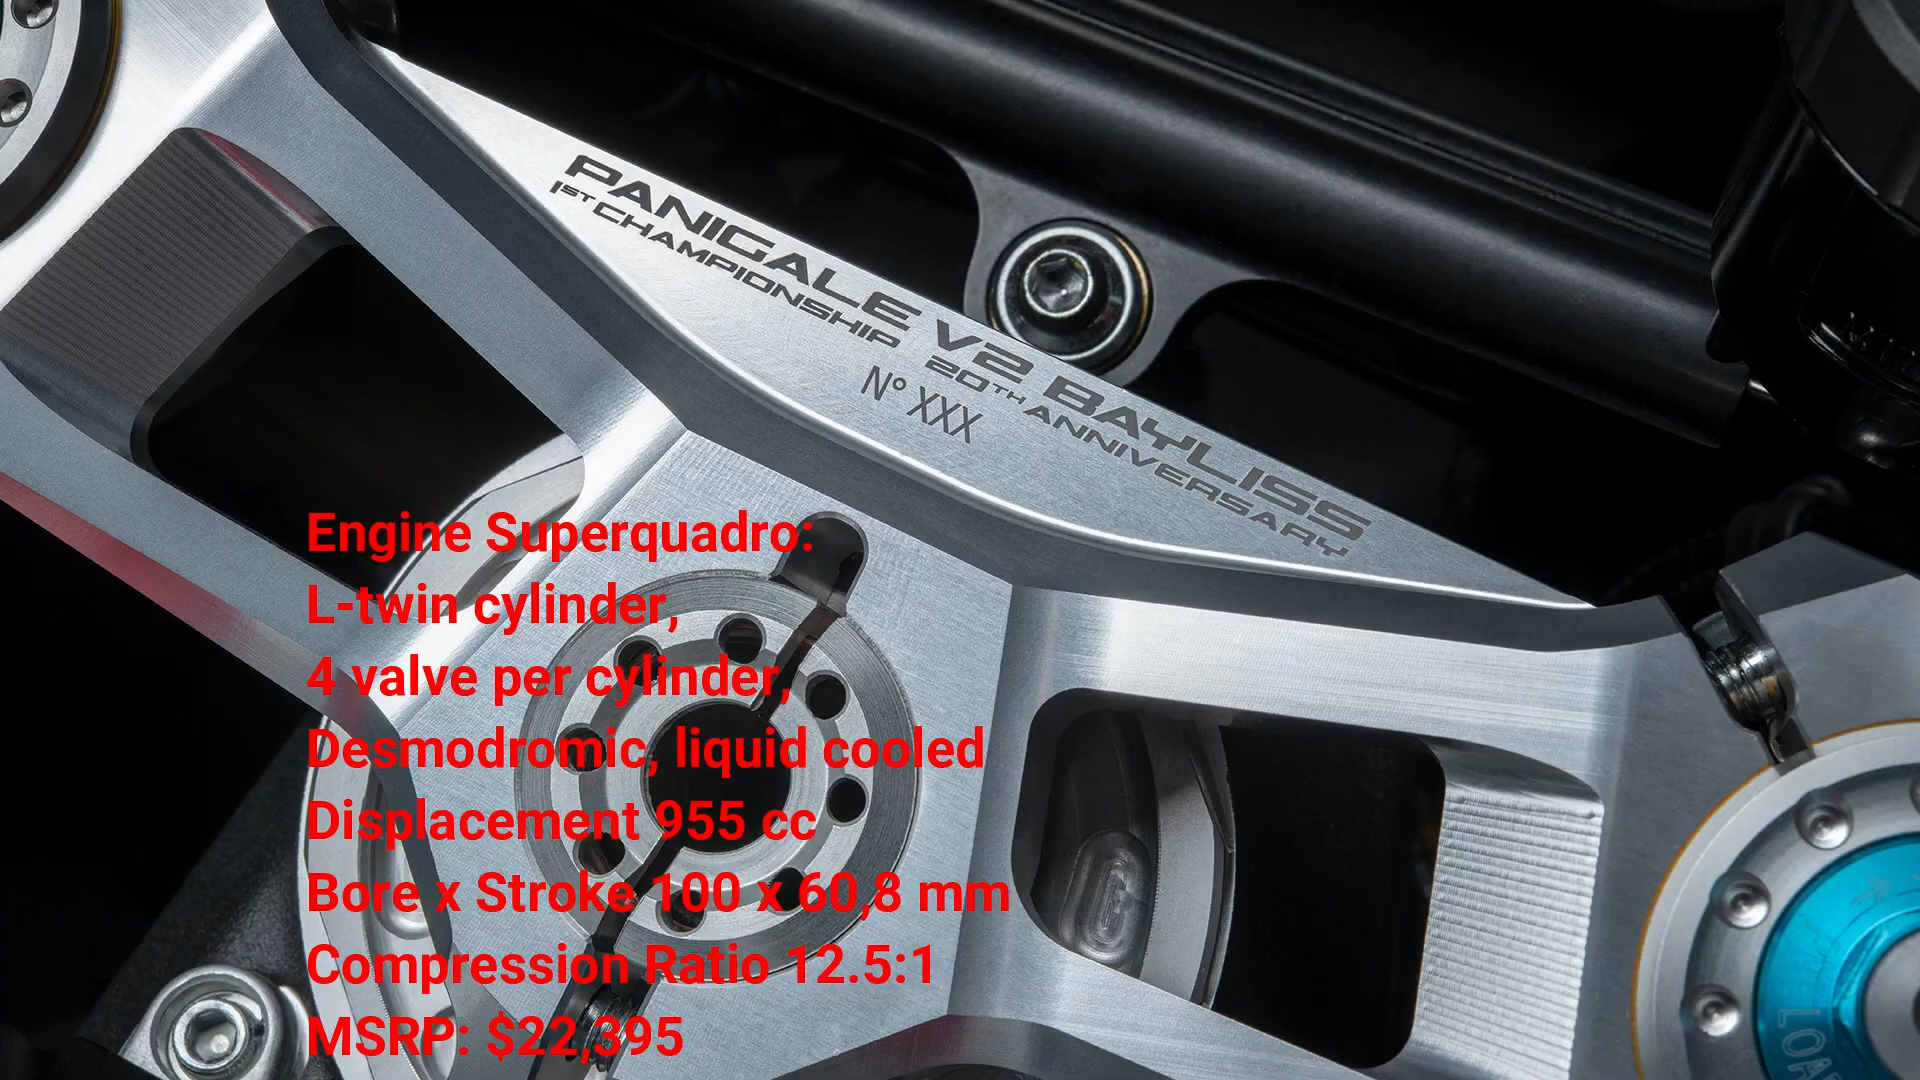 PANIGALE V2 BAYLISS
1ST CHAMPIONSHIP 20TH ANNIVERSARY
N° XXX
Engine Superquadro:
L-twin cylinder,
4 valve per cylinder,
Desmodromic, liquid cooled
Displacement 955 cc
Bore x Stroke 100 x 60,8 mm
Compression Ratio 12.5:1
MSRP: $22,395